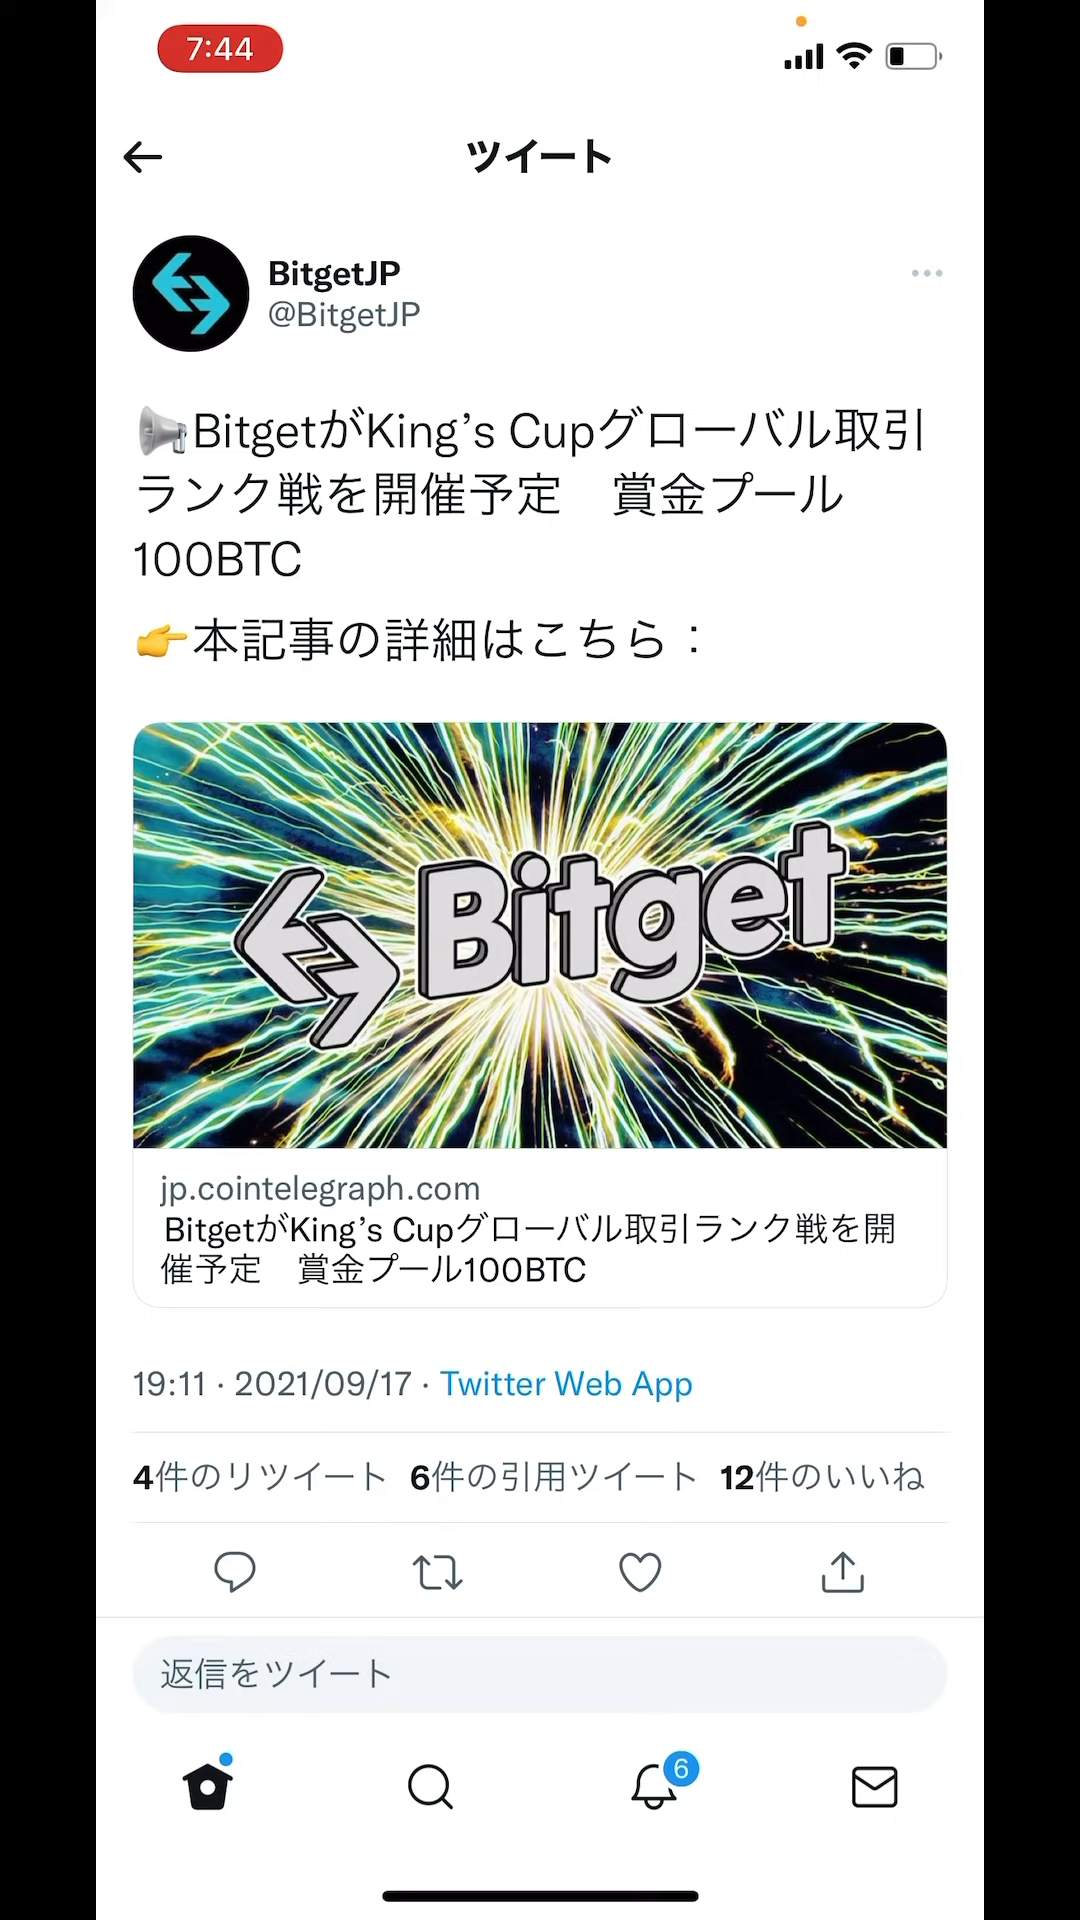 7:44
ツイート
BitgetJP
@BitgetJP
📢BitgetがKing’s Cupグローバル取引
ランク戦を開催予定　賞金プール
100BTC
👉本記事の詳細はこちら：
Bitget
jp.cointelegraph.com
BitgetがKing’s Cupグローバル取引ランク戦を開
催予定　賞金プール100BTC
19:11 · 2021/09/17 · Twitter Web App
4件のリツイート 6件の引用ツイート 12件のいいね
返信をツイート
6